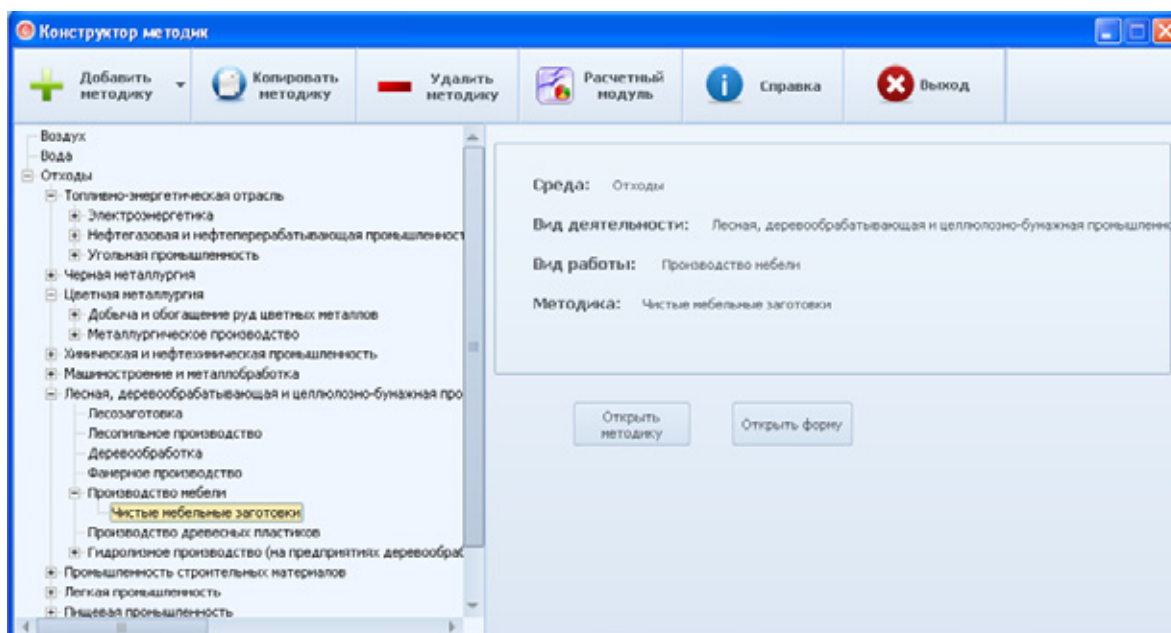 Конструктор методик
Добавить
методику
Копировать
методику
Удалить
методику
Расчетный
модуль
Справка
Выход
Воздух
Вода
Отходы
Топливно-энергетическая отрасль
Электроэнергетика
Нефтегазовая и нефтеперерабатывающая промышленност
Угольная промышленность
Черная металлургия
Цветная металлургия
Добыча и обогащение руд цветных металлов
Металлургическое производство
Химическая и нефтехимическая промышленность
Машиностроение и металлобработка
Лесная, деревообрабатывающая и целлюлозно-бумажная про
Лесозаготовка
Лесопильное производство
Деревообработка
Фанерное производство
Производство мебели
Чистые мебельные заготовки
Производство древесных пластиков
Гидролизное производство (на предприятиях деревообраб
Промышленность строительных материалов
Легкая промышленность
Пищевая промышленность
Среда: Отходы
Вид деятельности: Лесная, деревообрабатывающая и целлюлозно-бумажная промышленно
Вид работы: Производство мебели
Методика: Чистые мебельные заготовки
Открыть
методику
Открыть форму